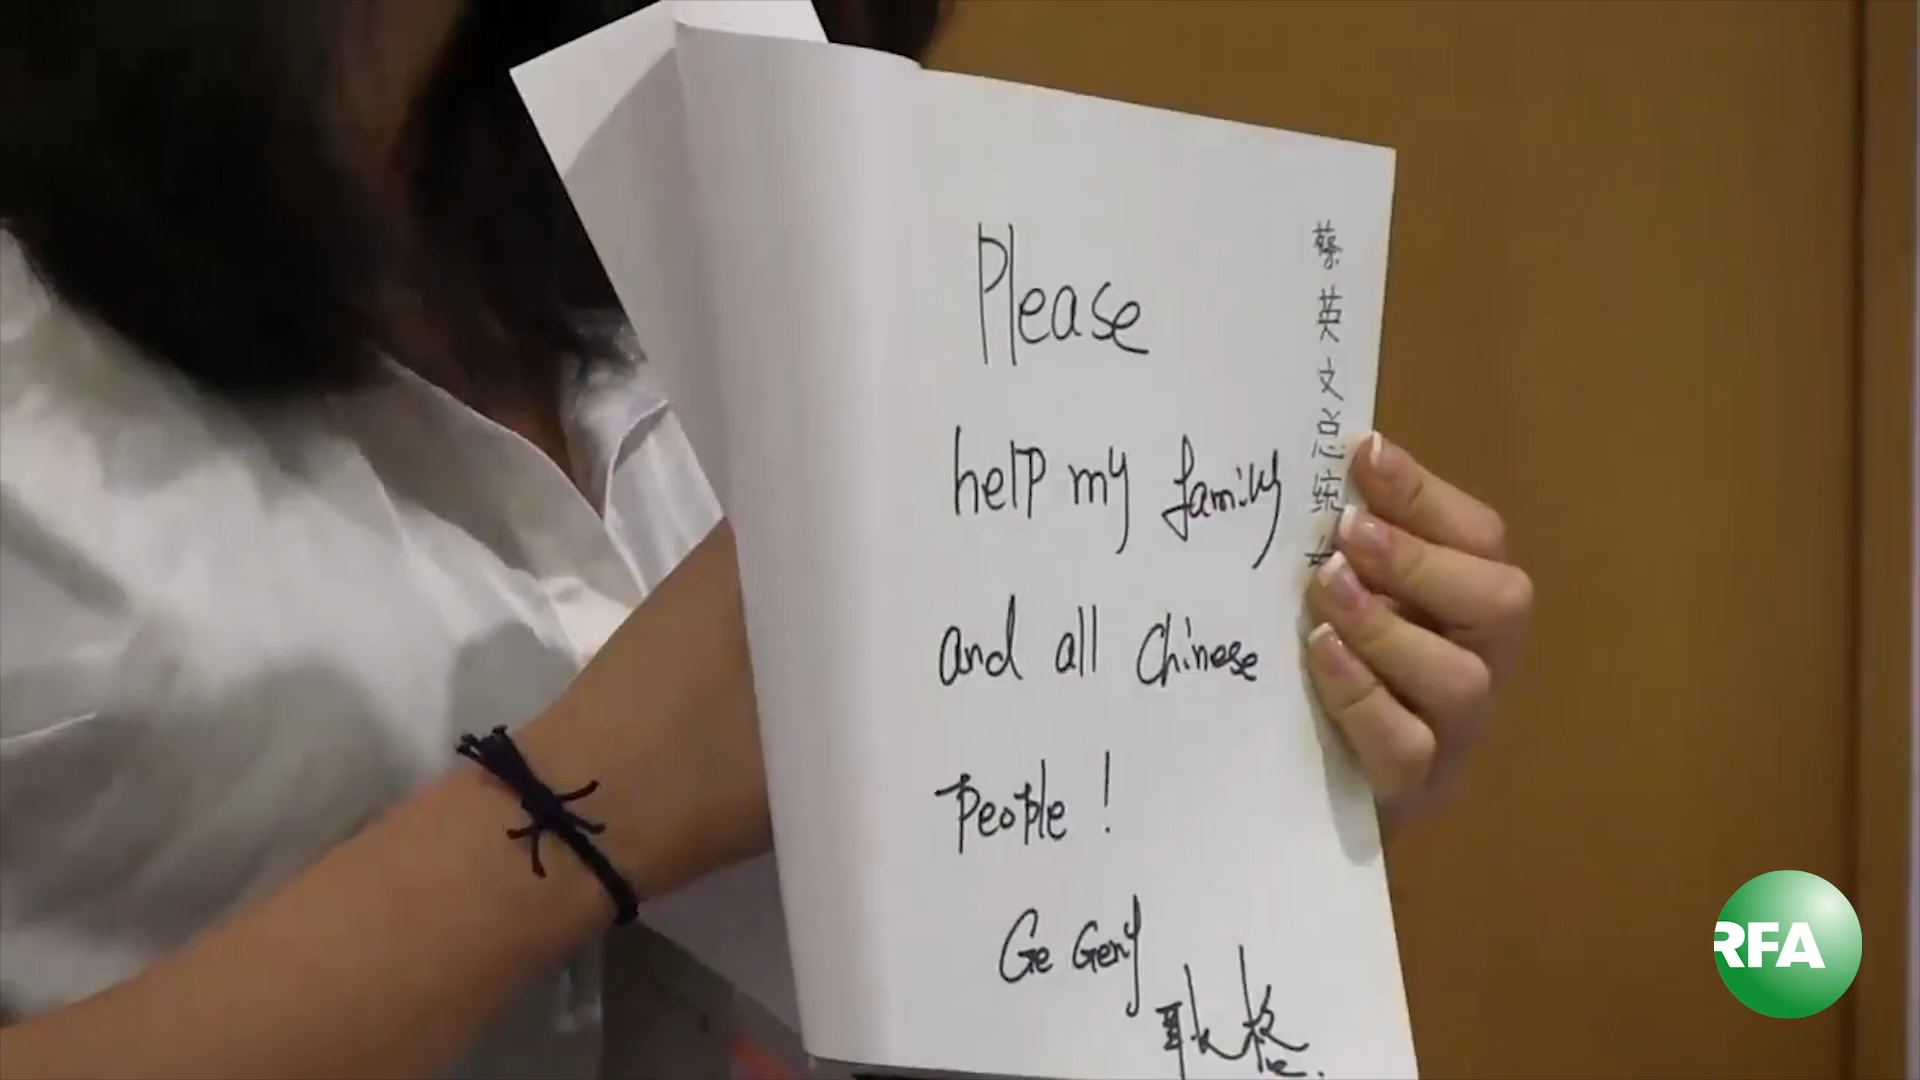 Please
help my family
and all Chinese
People !
Ge Geng
耿格
蔡英文总统
RFA